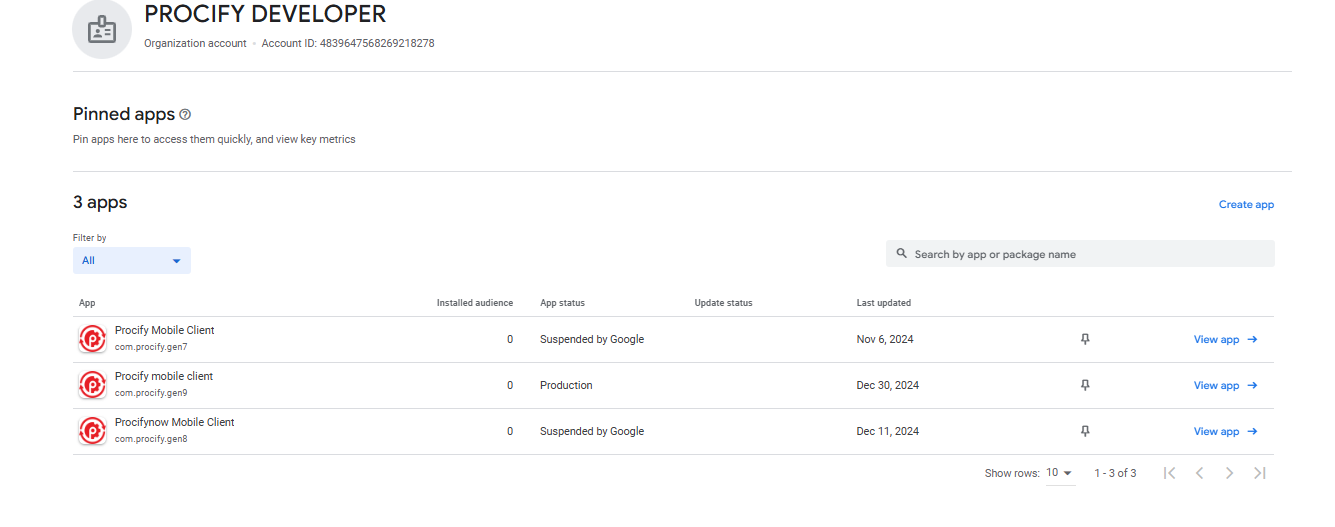 PROCIFY DEVELOPER
Organization account • Account ID: 4839647568269218278
Pinned apps
Pin apps here to access them quickly, and view key metrics
3 apps
Create app
Filter by
All
Search by app or package name
App Installed audience App status Update status Last updated
Procify Mobile Client
com.procify.gen7
0 Suspended by Google Nov 6, 2024 View app
Procify mobile client
com.procify.gen9
0 Production Dec 30, 2024 View app
Procifynow Mobile Client
com.procify.gen8
0 Suspended by Google Dec 11, 2024 View app
Show rows: 10 1 - 3 of 3